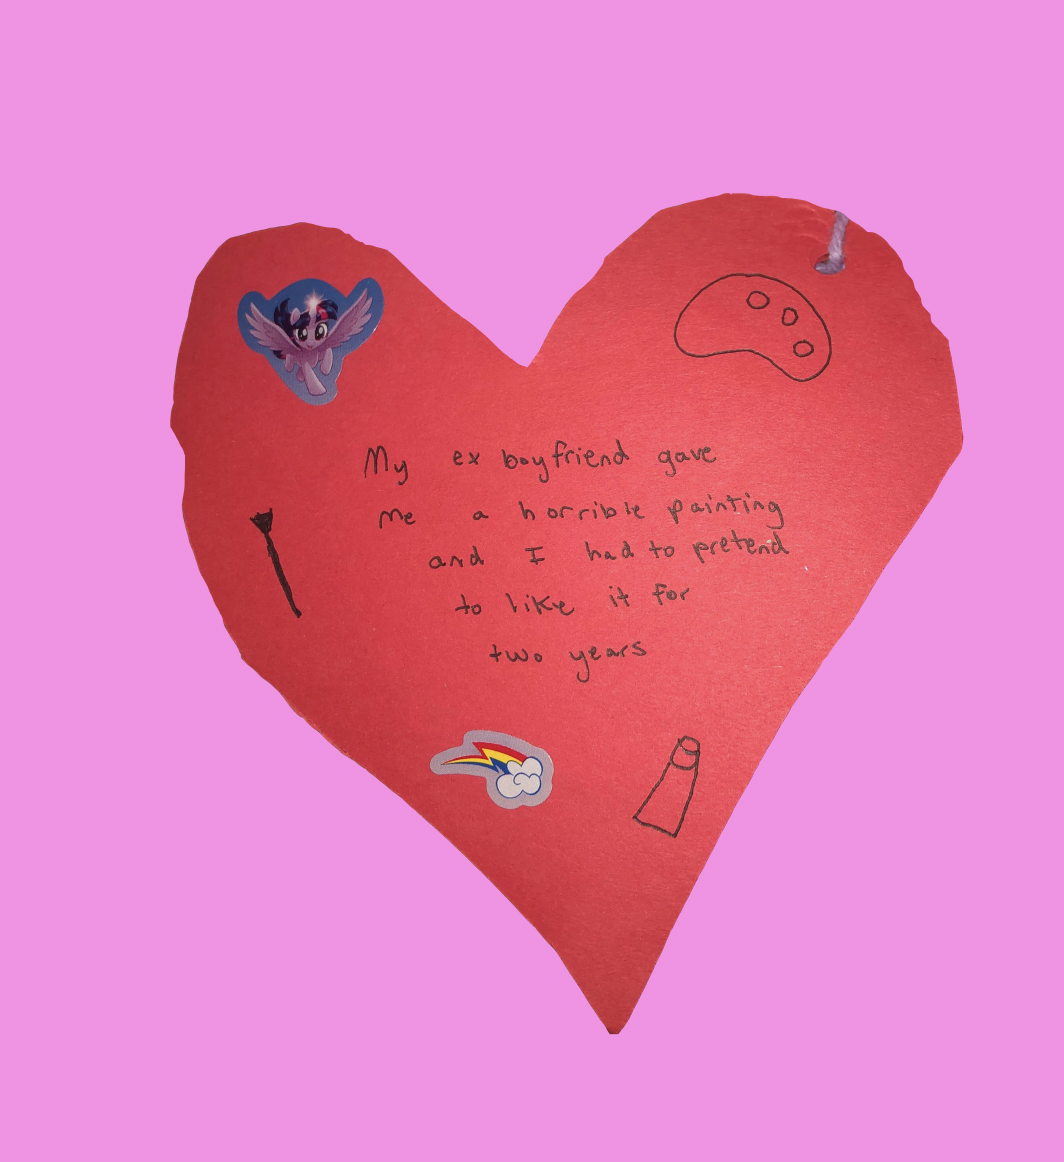 My ex boyfriend gave
me a horrible painting
and I had to pretend
to like it for
two years